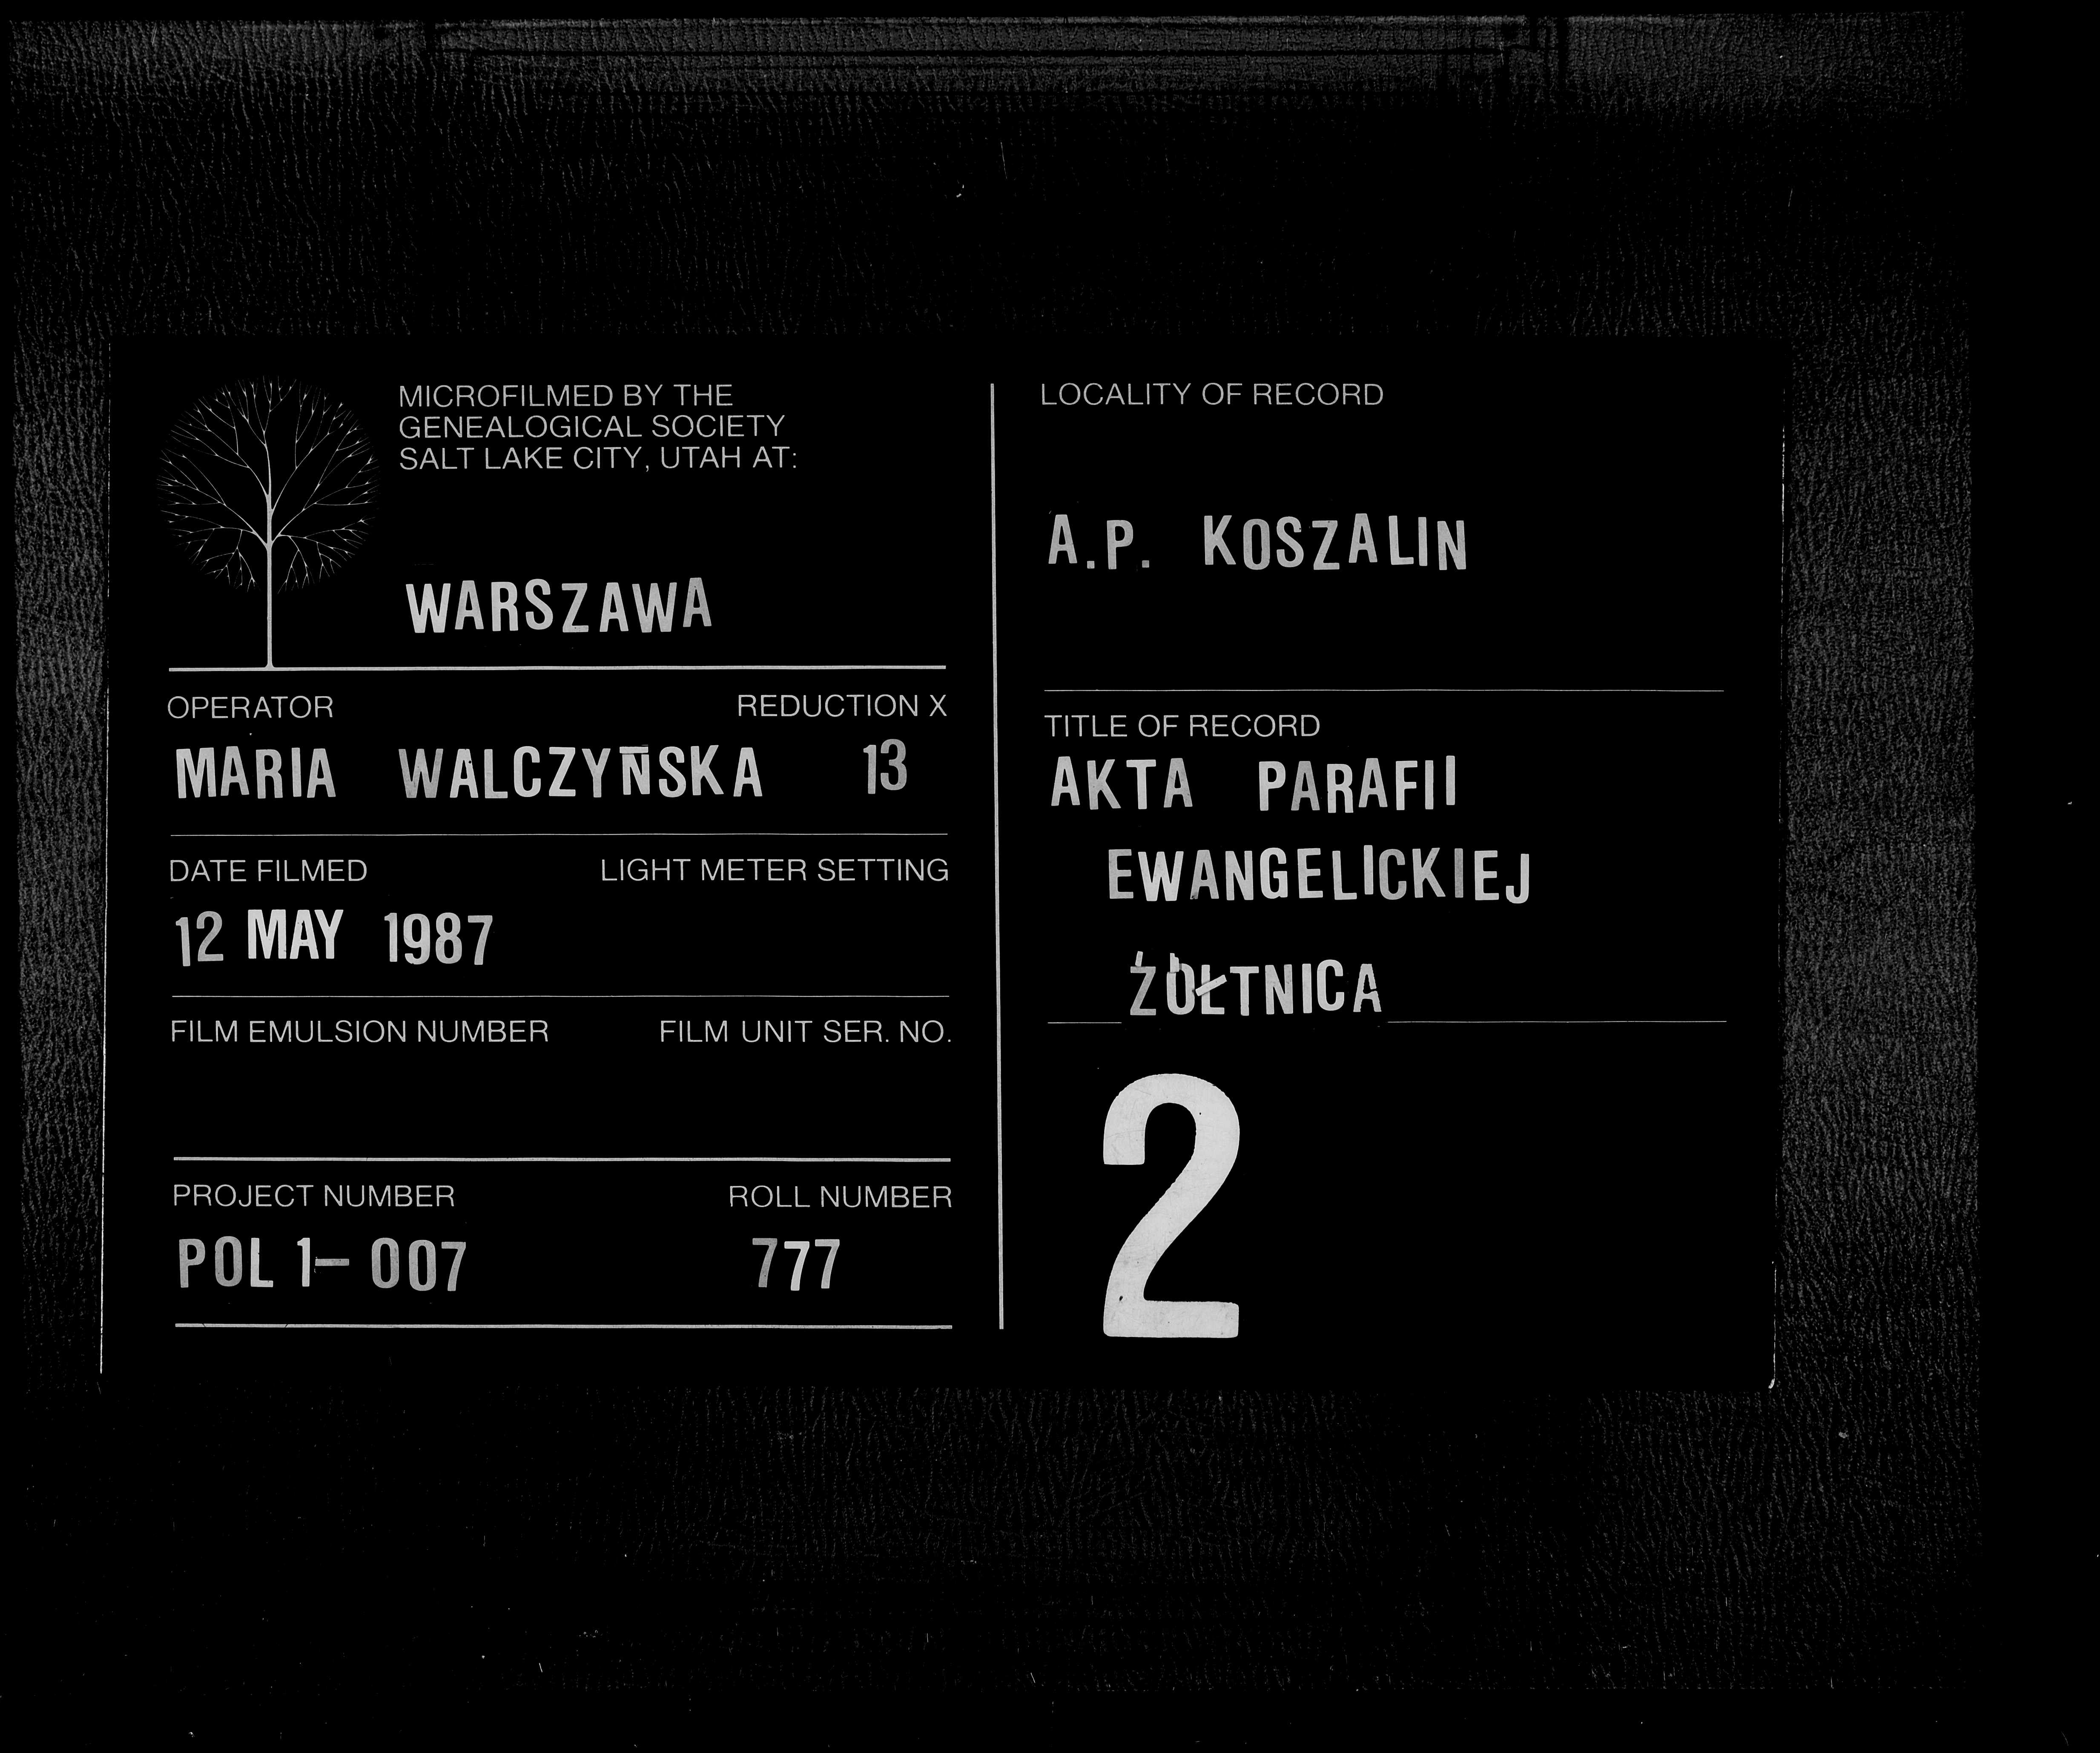 MICROFILMED BY THE
GENEALOGICAL SOCIETY
SALT LAKE CITY, UTAH AT:
WARSZAWA
OPERATOR REDUCTION X
MARIA WALCZYŃSKA 13
DATE FILMED LIGHT METER SETTING
12 MAY 1987
FILM EMULSION NUMBER FILM UNIT SER. NO.
PROJECT NUMBER ROLL NUMBER
POL 1– 007 777
LOCALITY OF RECORD
A.P. KOSZALIN
TITLE OF RECORD
AKTA PARAFII
EWANGELICKIEJ
ŻÓŁTNICA
2